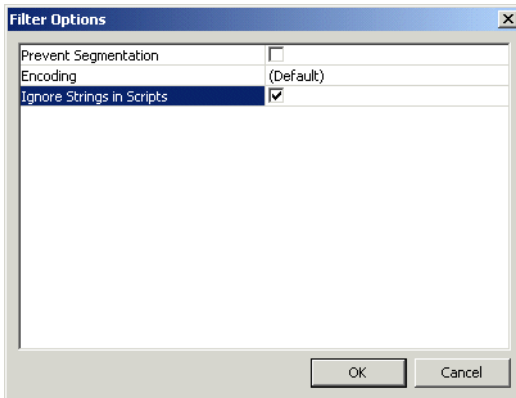 Filter Options
Prevent Segmentation
Encoding (Default)
Ignore Strings in Scripts
OK Cancel